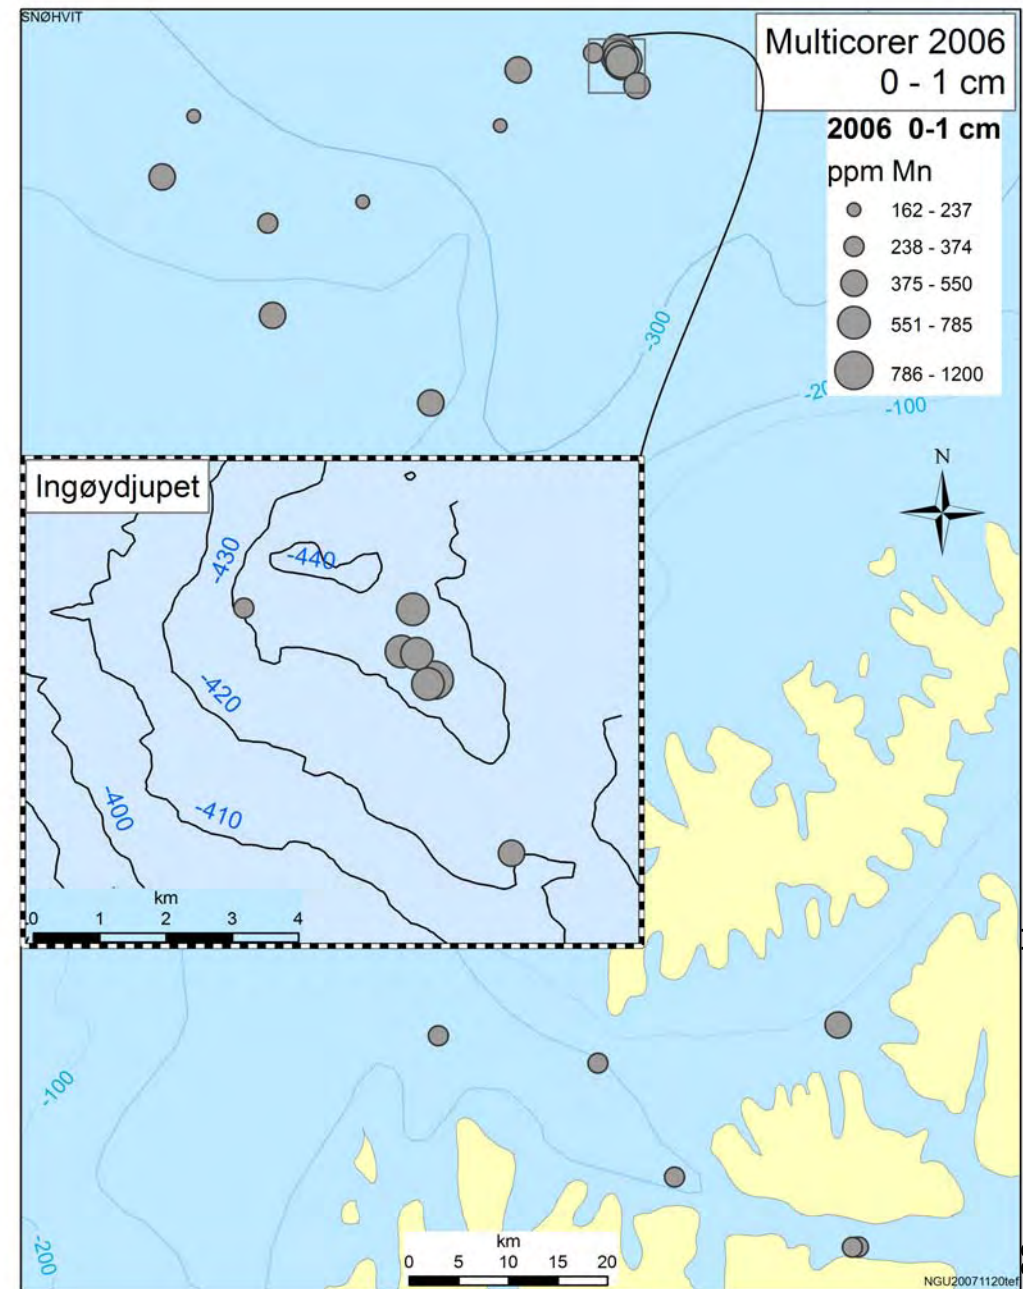 SNØHVIT
Multicorer 2006
0 - 1 cm
2006 0-1 cm
ppm Mn
162 - 237
238 - 374
375 - 550
551 - 785
786 - 1200
-300
-100
N
Ingøydjupet
-430
-440
-420
-410
-400
km
0 1 2 3 4
-100
-200
km
0 5 10 15 20
NGU20071120tef